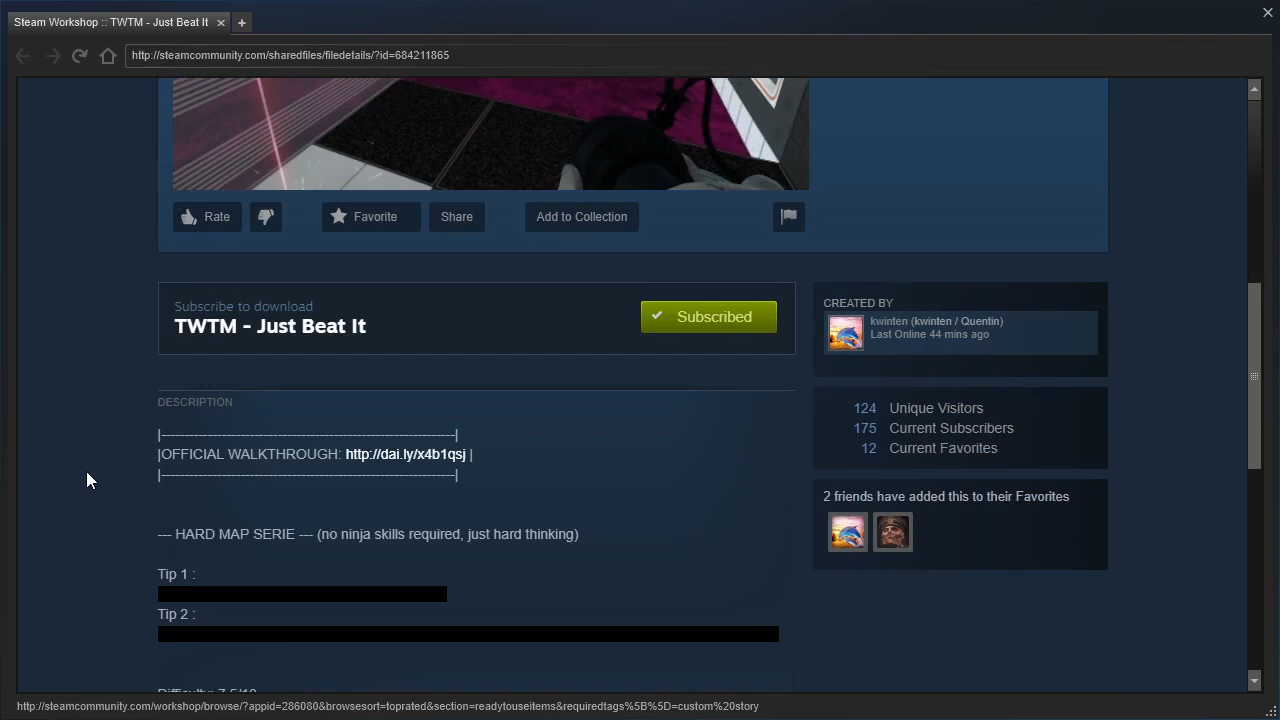 Steam Workshop :: TWTM - Just Beat It
http://steamcommunity.com/sharedfiles/filedetails/?id=684211865
Rate
Favorite
Share
Add to Collection
Subscribe to download
TWTM - Just Beat It
Subscribed
CREATED BY
kwinten (kwinten / Quentin)
Last Online 44 mins ago
124 Unique Visitors
175 Current Subscribers
12 Current Favorites
2 friends have added this to their Favorites
DESCRIPTION
|----------------------------------------------------------------|
|OFFICIAL WALKTHROUGH: http://dai.ly/x4b1qsj |
|----------------------------------------------------------------|
--- HARD MAP SERIE --- (no ninja skills required, just hard thinking)
Tip 1 :
Tip 2 :
Difficulty: 7.5/10
http://steamcommunity.com/workshop/browse/?appid=286080&browsesort=toprated&section=readytouseitems&requiredtags%5B%5D=custom%20story